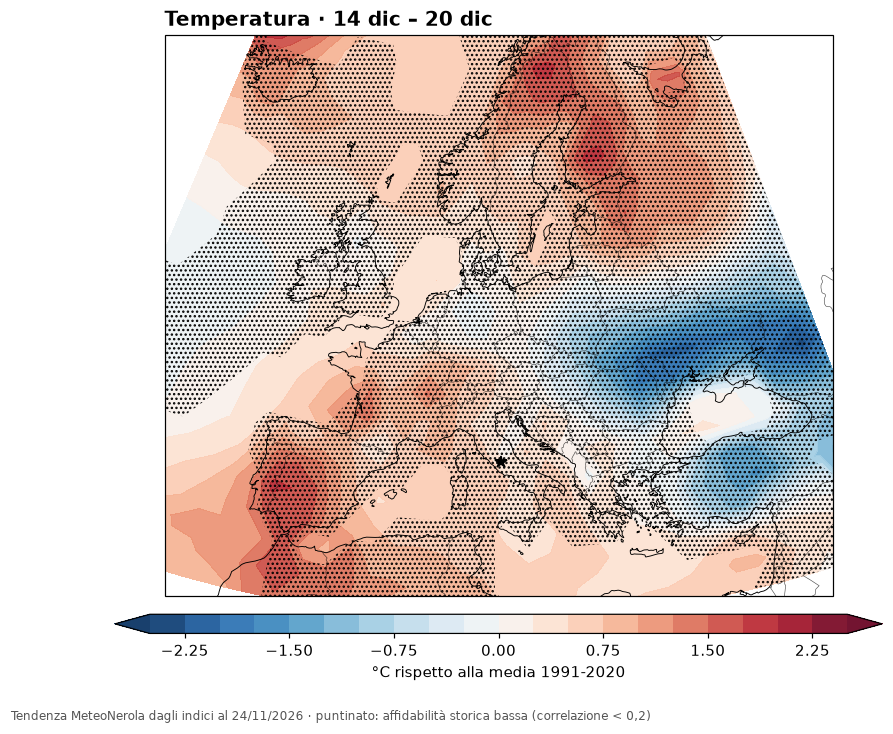 Temperatura · 14 dic – 20 dic
−2.25 −1.50 −0.75 0.00 0.75 1.50 2.25
°C rispetto alla media 1991-2020
Tendenza MeteoNerola dagli indici al 24/11/2026 · puntinato: affidabilità storica bassa (correlazione < 0,2)